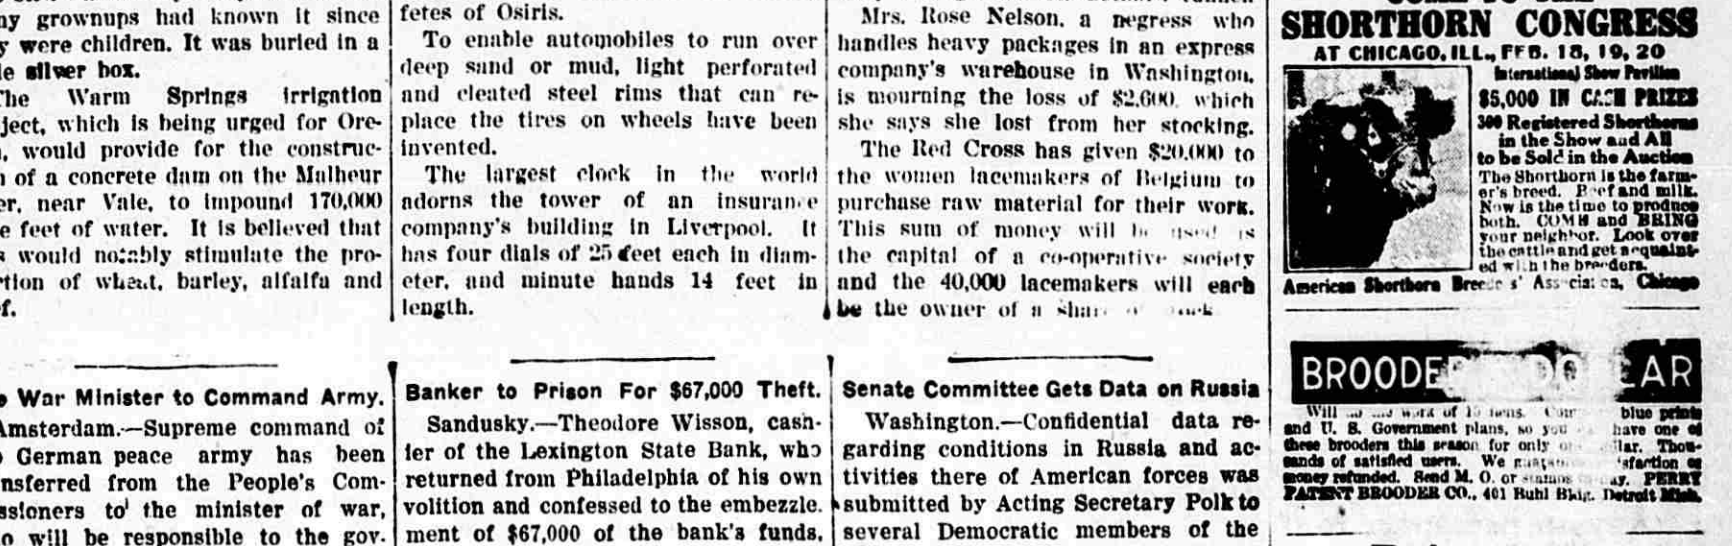 ny grownups had known it since
y were children. It was buried in a
le silver box.
The Warm Springs irrigation
ject, which is being urged for Ore-
, would provide for the construc-
n of a concrete dam on the Malheur
er, near Vale, to impound 170,000
e feet of water. It is believed that
s would notably stimulate the pro-
tion of wheat, barley, alfalfa and
f.
War Minister to Command Army.
Amsterdam.—Supreme command of
German peace army has been
nsferred from the People's Com-
ssioners to the minister of war,
o will be responsible to the gov-
fetes of Osiris.
To enable automobiles to run over
deep sand or mud, light perforated
and cleated steel rims that can re-
place the tires on wheels have been
invented.
The largest clock in the world
adorns the tower of an insurance
company's building in Liverpool. It
has four dials of 25 feet each in diam-
eter, and minute hands 14 feet in
length.
Banker to Prison For $67,000 Theft.
Sandusky.—Theodore Wisson, cash-
ier of the Lexington State Bank, who
returned from Philadelphia of his own
volition and confessed to the embezzle-
ment of $67,000 of the bank's funds,
Mrs. Rose Nelson, a negress who
handles heavy packages in an express
company's warehouse in Washington,
is mourning the loss of $2,600, which
she says she lost from her stocking.
The Red Cross has given $20,000 to
the women lacemakers of Belgium to
purchase raw material for their work.
This sum of money will be used as
the capital of a co-operative society
and the 40,000 lacemakers will each
be the owner of a share
Senate Committee Gets Data on Russia
Washington.—Confidential data re-
garding conditions in Russia and ac-
tivities there of American forces was
submitted by Acting Secretary Polk to
several Democratic members of the
SHORTHORN CONGRESS
AT CHICAGO, ILL., FEB. 18, 19, 20
International Show Pavilion
$5,000 IN CASH PRIZES
300 Registered Shorthorns
in the Show and All
to be Sold in the Auction
The Shorthorn is the farm-
er's breed. Beef and milk.
Now is the time to produce
both. COME and BRING
your neighbor. Look over
the cattle and get acquaint-
ed with the breeders.
American Shorthorn Breeders' Association, Chicago
BROODER DOLLAR
Will do the work of 15 hens. blue prints
and U. S. Government plans, so you have one of
these brooders this season for only Thou-
sands of satisfied users. We
money refunded. Send M. O. or stamps PERRY
PATENT BROODER CO., 401 Buhl Bldg. Detroit Mich.